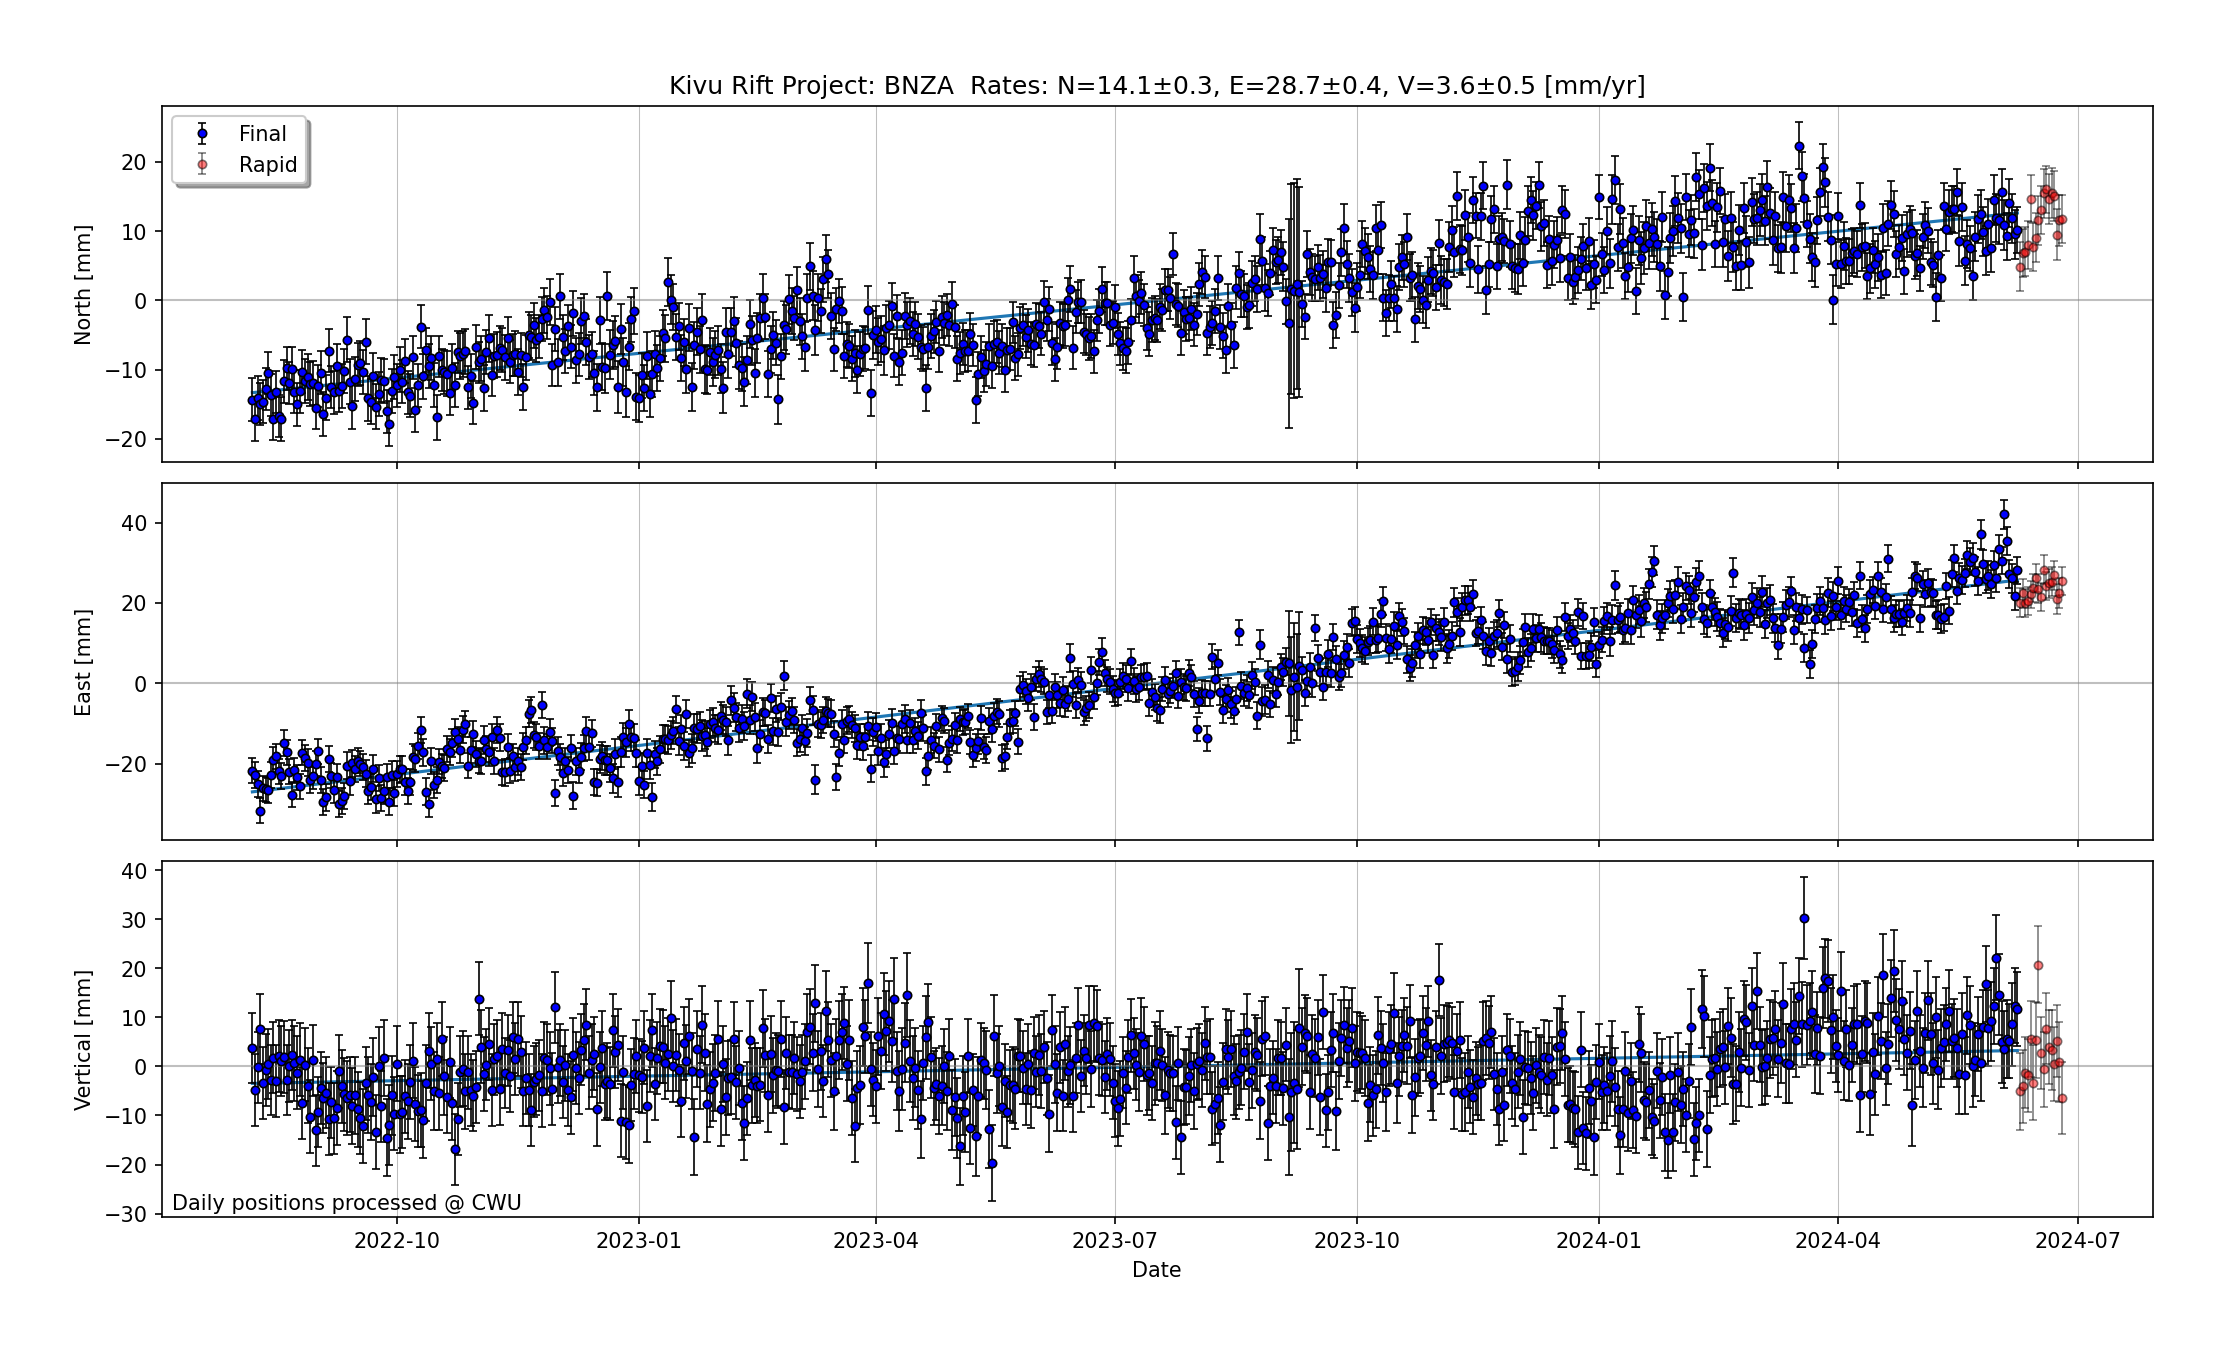 Kivu Rift Project: BNZA  Rates: N=14.1±0.3, E=28.7±0.4, V=3.6±0.5 [mm/yr]
Final
Rapid
North [mm]
20
10
0
−10
−20
East [mm]
40
20
0
−20
Vertical [mm]
40
30
20
10
0
−10
−20
−30
Daily positions processed @ CWU
2022-10 2023-01 2023-04 2023-07 2023-10 2024-01 2024-04 2024-07
Date